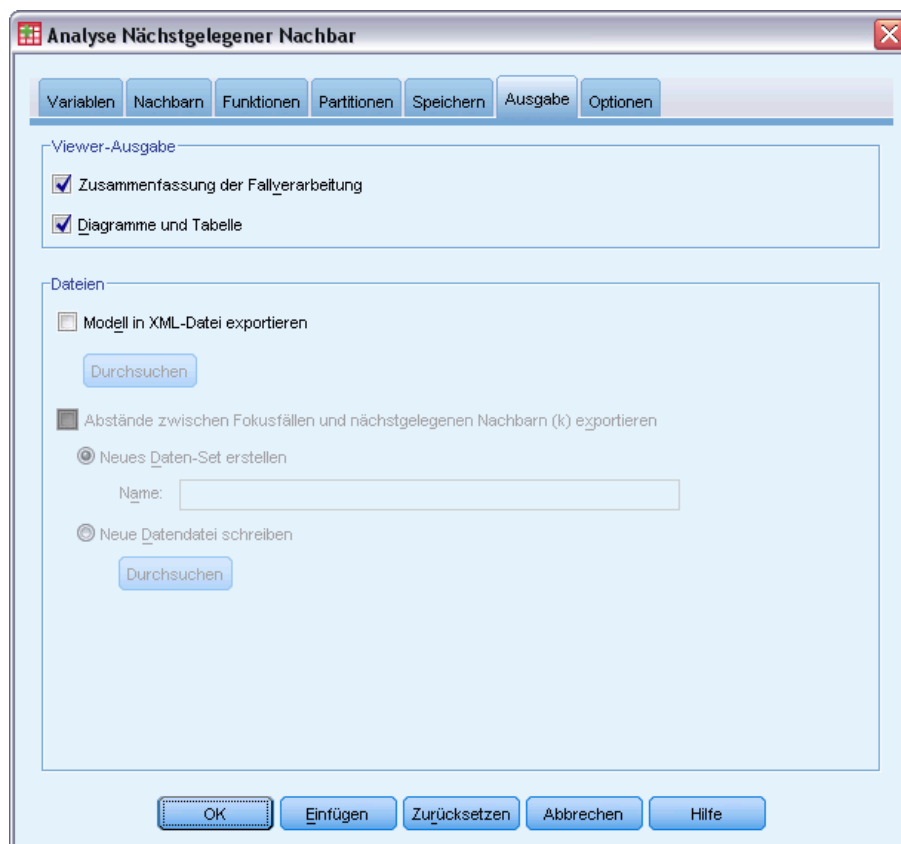 Analyse Nächstgelegener Nachbar
Variablen Nachbarn Funktionen Partitionen Speichern Ausgabe Optionen
Viewer-Ausgabe
Zusammenfassung der Fallverarbeitung
Diagramme und Tabelle
Dateien
Modell in XML-Datei exportieren
Durchsuchen
Abstände zwischen Fokusfällen und nächstgelegenen Nachbarn (k) exportieren
Neues Daten-Set erstellen
Name:
Neue Datendatei schreiben
Durchsuchen
OK Einfügen Zurücksetzen Abbrechen Hilfe